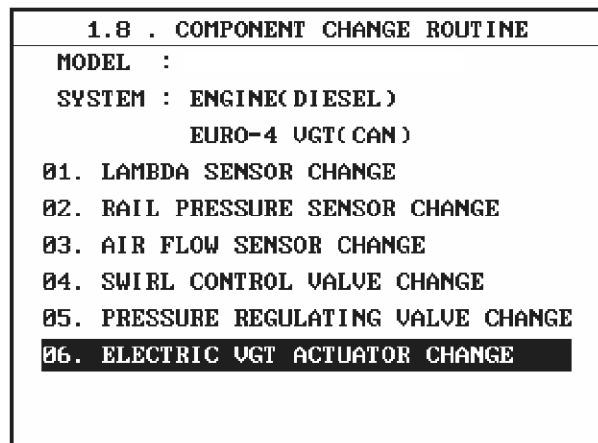 1.8 . COMPONENT CHANGE ROUTINE
MODEL :
SYSTEM : ENGINE(DIESEL)
EURO-4 VGT(CAN)
01. LAMBDA SENSOR CHANGE
02. RAIL PRESSURE SENSOR CHANGE
03. AIR FLOW SENSOR CHANGE
04. SWIRL CONTROL VALVE CHANGE
05. PRESSURE REGULATING VALVE CHANGE
06. ELECTRIC VGT ACTUATOR CHANGE